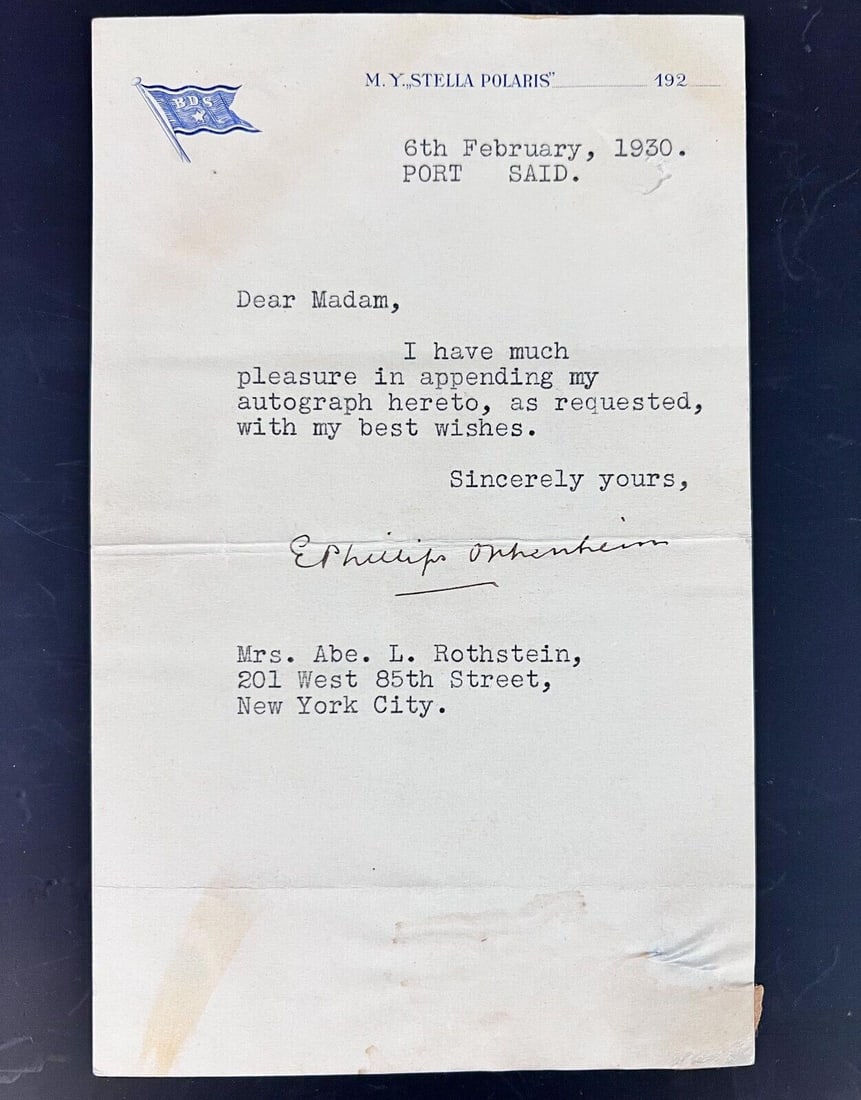 BDS
M. Y. „STELLA POLARIS" 192
6th February, 1930.
PORT SAID.
Dear Madam,
I have much
pleasure in appending my
autograph hereto, as requested,
with my best wishes.
Sincerely yours,
E Phillips Oppenheim
Mrs. Abe. L. Rothstein,
201 West 85th Street,
New York City.